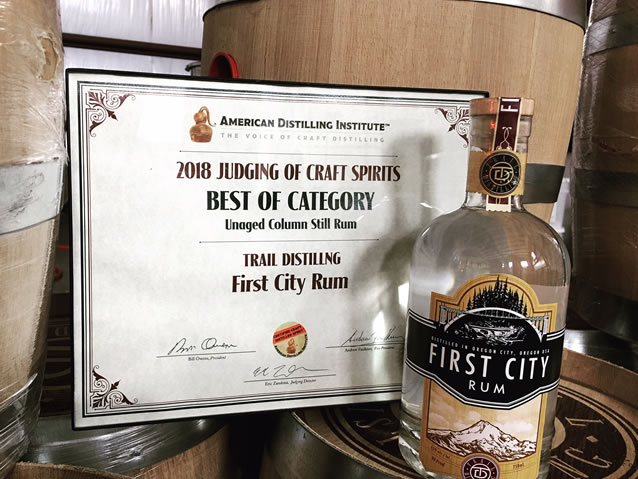 AMERICAN DISTILLING INSTITUTE™
THE VOICE OF CRAFT DISTILLING
2018 JUDGING OF CRAFT SPIRITS
BEST OF CATEGORY
Unaged Column Still Rum
TRAIL DISTILLNG
First City Rum
Bill Owens, President
Eric Zandona, Judging Director
DISTILLED IN OREGON CITY, OREGON USA
FIRST CITY
RUM